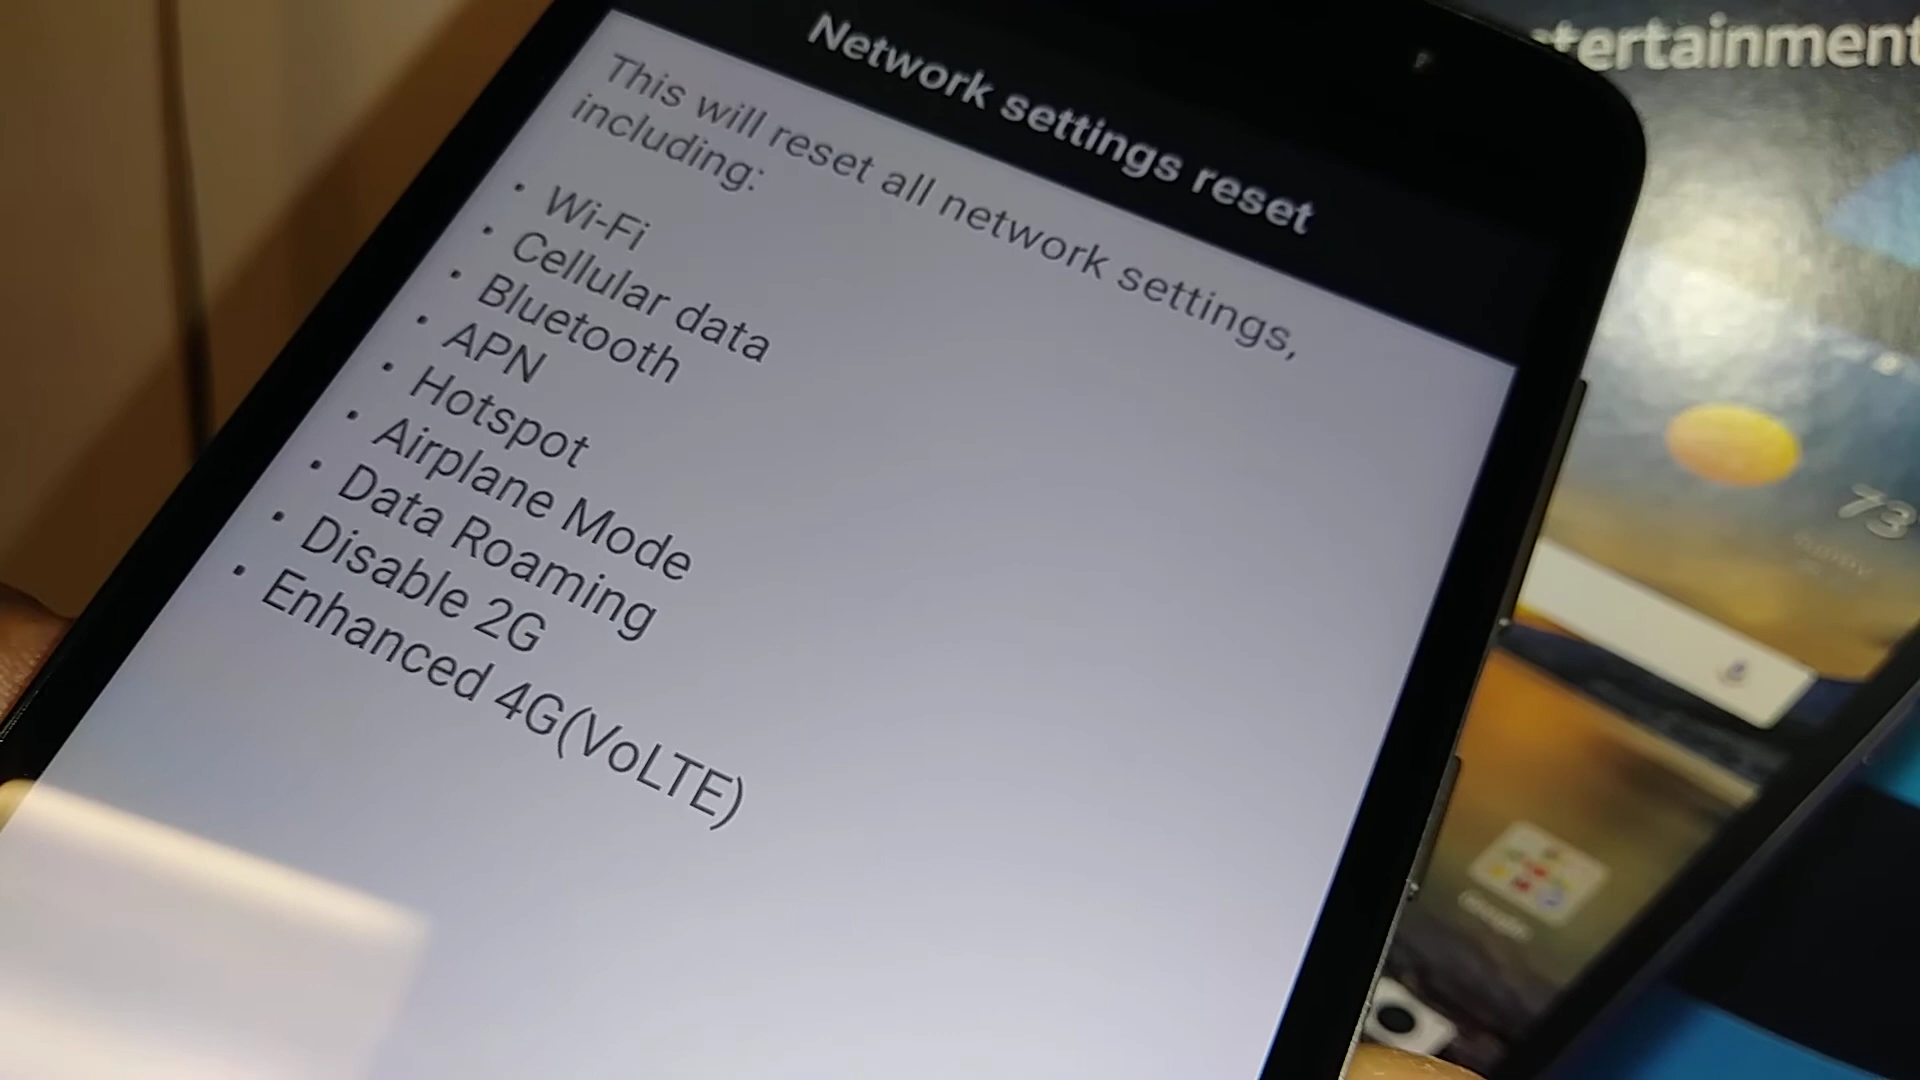 tertainment
Network settings reset
This will reset all network settings,
including:
• Wi-Fi
• Cellular data
• Bluetooth
• APN
• Hotspot
• Airplane Mode
• Data Roaming
• Disable 2G
• Enhanced 4G(VoLTE)
73